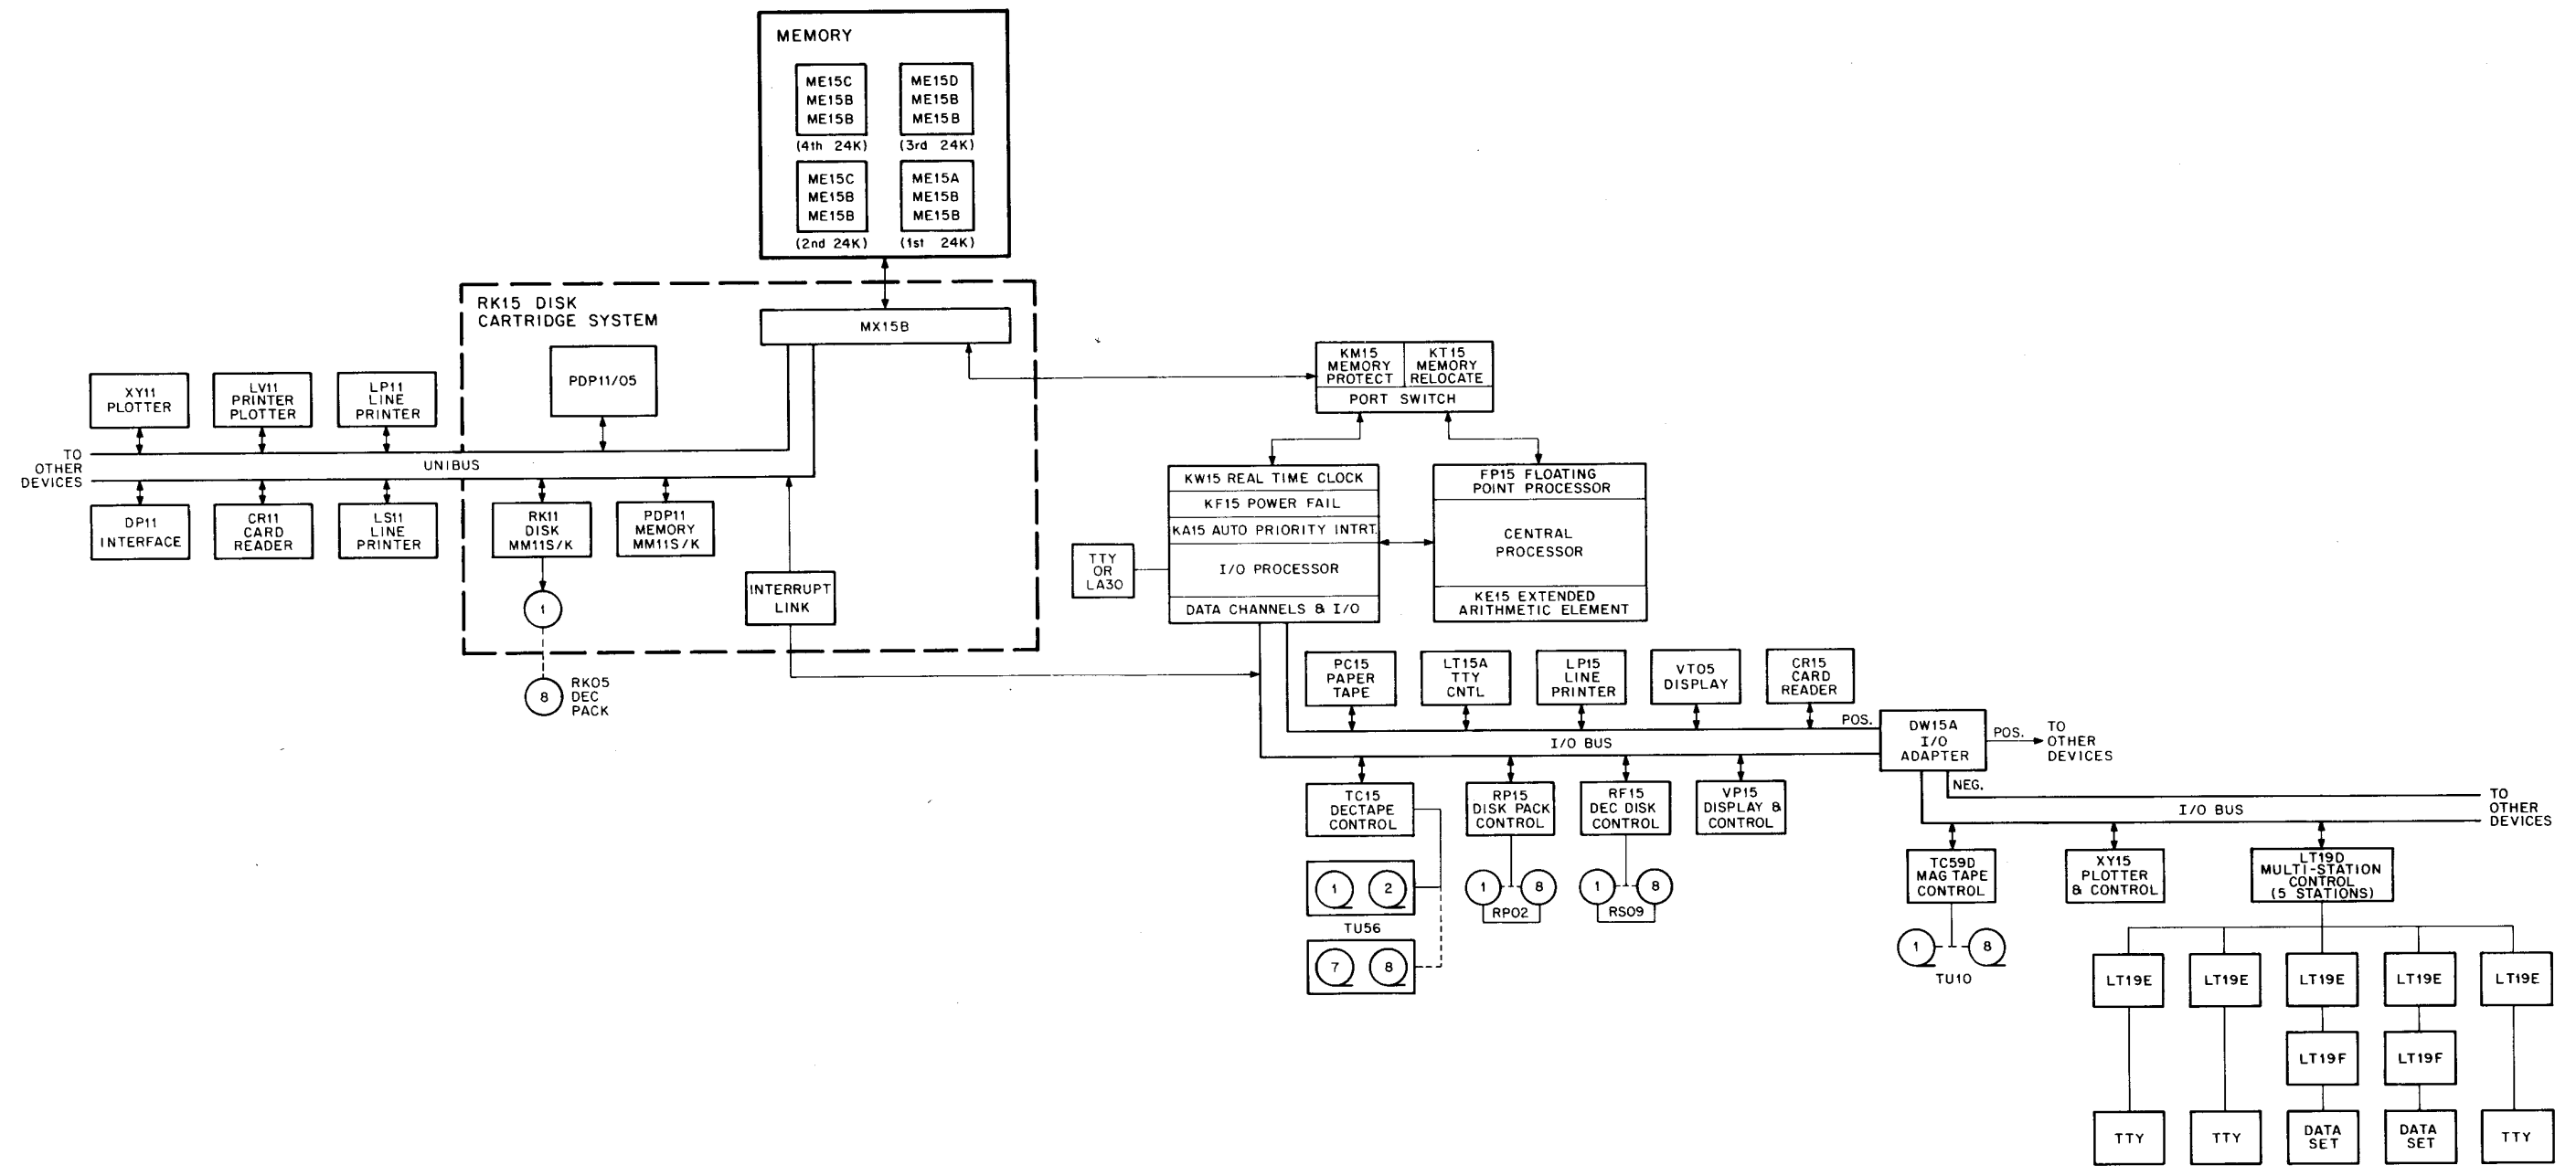 MEMORY
ME15C
ME15B
ME15B
(4th 24K)
ME15D
ME15B
ME15B
(3rd 24K)
ME15C
ME15B
ME15B
(2nd 24K)
ME15A
ME15B
ME15B
(1st 24K)
RK15 DISK
CARTRIDGE SYSTEM
MX15B
PDP11/05
XY11
PLOTTER
LV11
PRINTER
PLOTTER
LP11
LINE
PRINTER
TO
OTHER
DEVICES
UNIBUS
DP11
INTERFACE
CR11
CARD
READER
LS11
LINE
PRINTER
RK11
DISK
MM11S/K
PDP11
MEMORY
MM11S/K
1
8
RK05
DEC
PACK
INTERRUPT
LINK
KM15
MEMORY
PROTECT
KT15
MEMORY
RELOCATE
PORT SWITCH
KW15 REAL TIME CLOCK
KF15 POWER FAIL
KA15 AUTO PRIORITY INTRT.
I/O PROCESSOR
DATA CHANNELS & I/O
TTY
OR
LA30
FP15 FLOATING
POINT PROCESSOR
CENTRAL
PROCESSOR
KE15 EXTENDED
ARITHMETIC ELEMENT
PC15
PAPER
TAPE
LT15A
TTY
CNTL
LP15
LINE
PRINTER
VT05
DISPLAY
CR15
CARD
READER
POS.
I/O BUS
DW15A
I/O
ADAPTER
POS.
TO
OTHER
DEVICES
NEG.
I/O BUS
TO
OTHER
DEVICES
TC15
DECTAPE
CONTROL
RP15
DISK PACK
CONTROL
RF15
DEC DISK
CONTROL
VP15
DISPLAY &
CONTROL
1
2
TU56
7
8
1
8
RP02
1
8
RS09
TC59D
MAG TAPE
CONTROL
1
8
TU10
XY15
PLOTTER
& CONTROL
LT19D
MULTI-STATION
CONTROL
(5 STATIONS)
LT19E
LT19E
LT19E
LT19E
LT19E
LT19F
LT19F
TTY
TTY
DATA
SET
DATA
SET
TTY